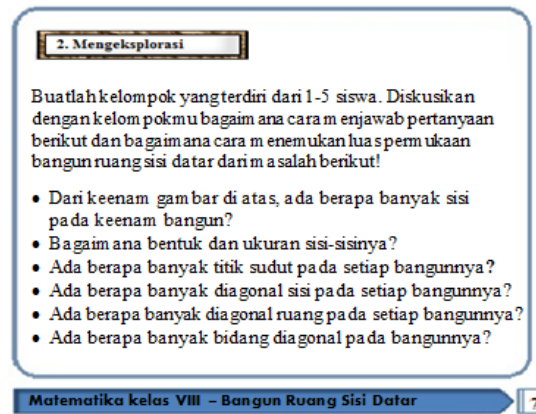 2. Mengeksplorasi
Buatlah kelompok yang terdiri dari 1-5 siswa. Diskusikan
dengan kelompokmu bagaimana cara menjawab pertanyaan
berikut dan bagaimana cara menemukan luas permukaan
bangun ruang sisi datar dari masalah berikut!
• Dari keenam gambar di atas, ada berapa banyak sisi
pada keenam bangun?
• Bagaimana bentuk dan ukuran sisi-sisinya?
• Ada berapa banyak titik sudut pada setiap bangunnya?
• Ada berapa banyak diagonal sisi pada setiap bangunnya?
• Ada berapa banyak diagonal ruang pada setiap bangunnya?
• Ada berapa banyak bidang diagonal pada bangunnya?
Matematika kelas VIII – Bangun Ruang Sisi Datar